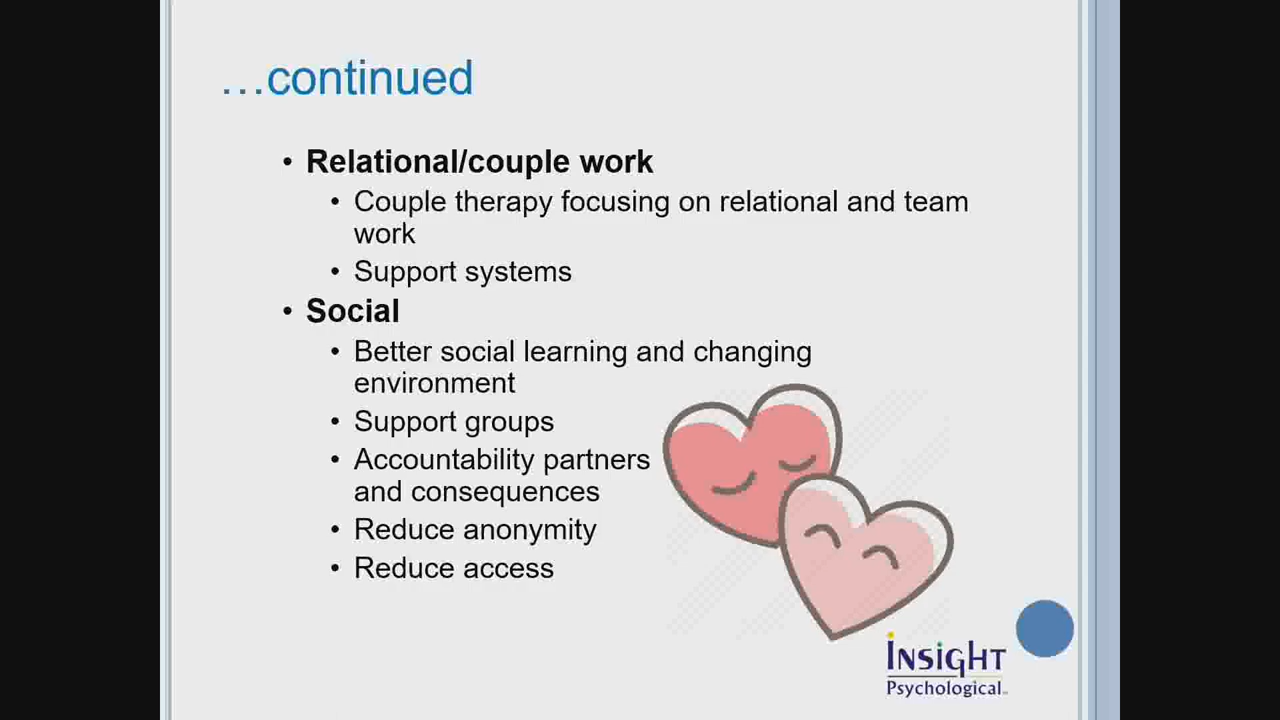 …continued
• Relational/couple work
• Couple therapy focusing on relational and team
work
• Support systems
• Social
• Better social learning and changing
environment
• Support groups
• Accountability partners
and consequences
• Reduce anonymity
• Reduce access
InSiGHT
Psychological